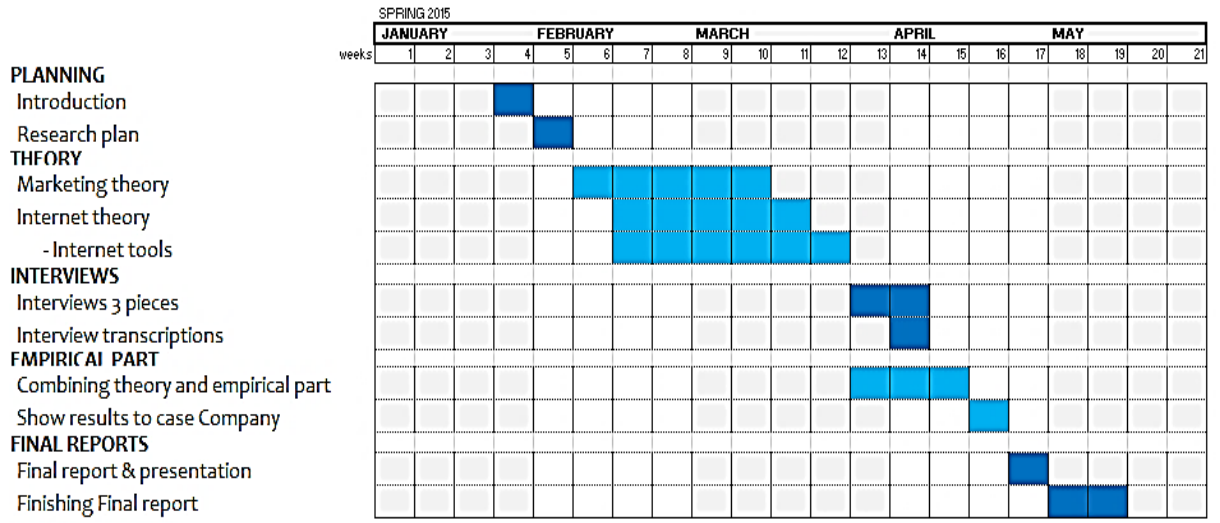 SPRING 2015
JANUARY FEBRUARY MARCH APRIL MAY
weeks 1 2 3 4 5 6 7 8 9 10 11 12 13 14 15 16 17 18 19 20 21
PLANNING
Introduction
Research plan
THEORY
Marketing theory
Internet theory
- Internet tools
INTERVIEWS
Interviews 3 pieces
Interview transcriptions
EMPIRICAL PART
Combining theory and empirical part
Show results to case Company
FINAL REPORTS
Final report & presentation
Finishing Final report